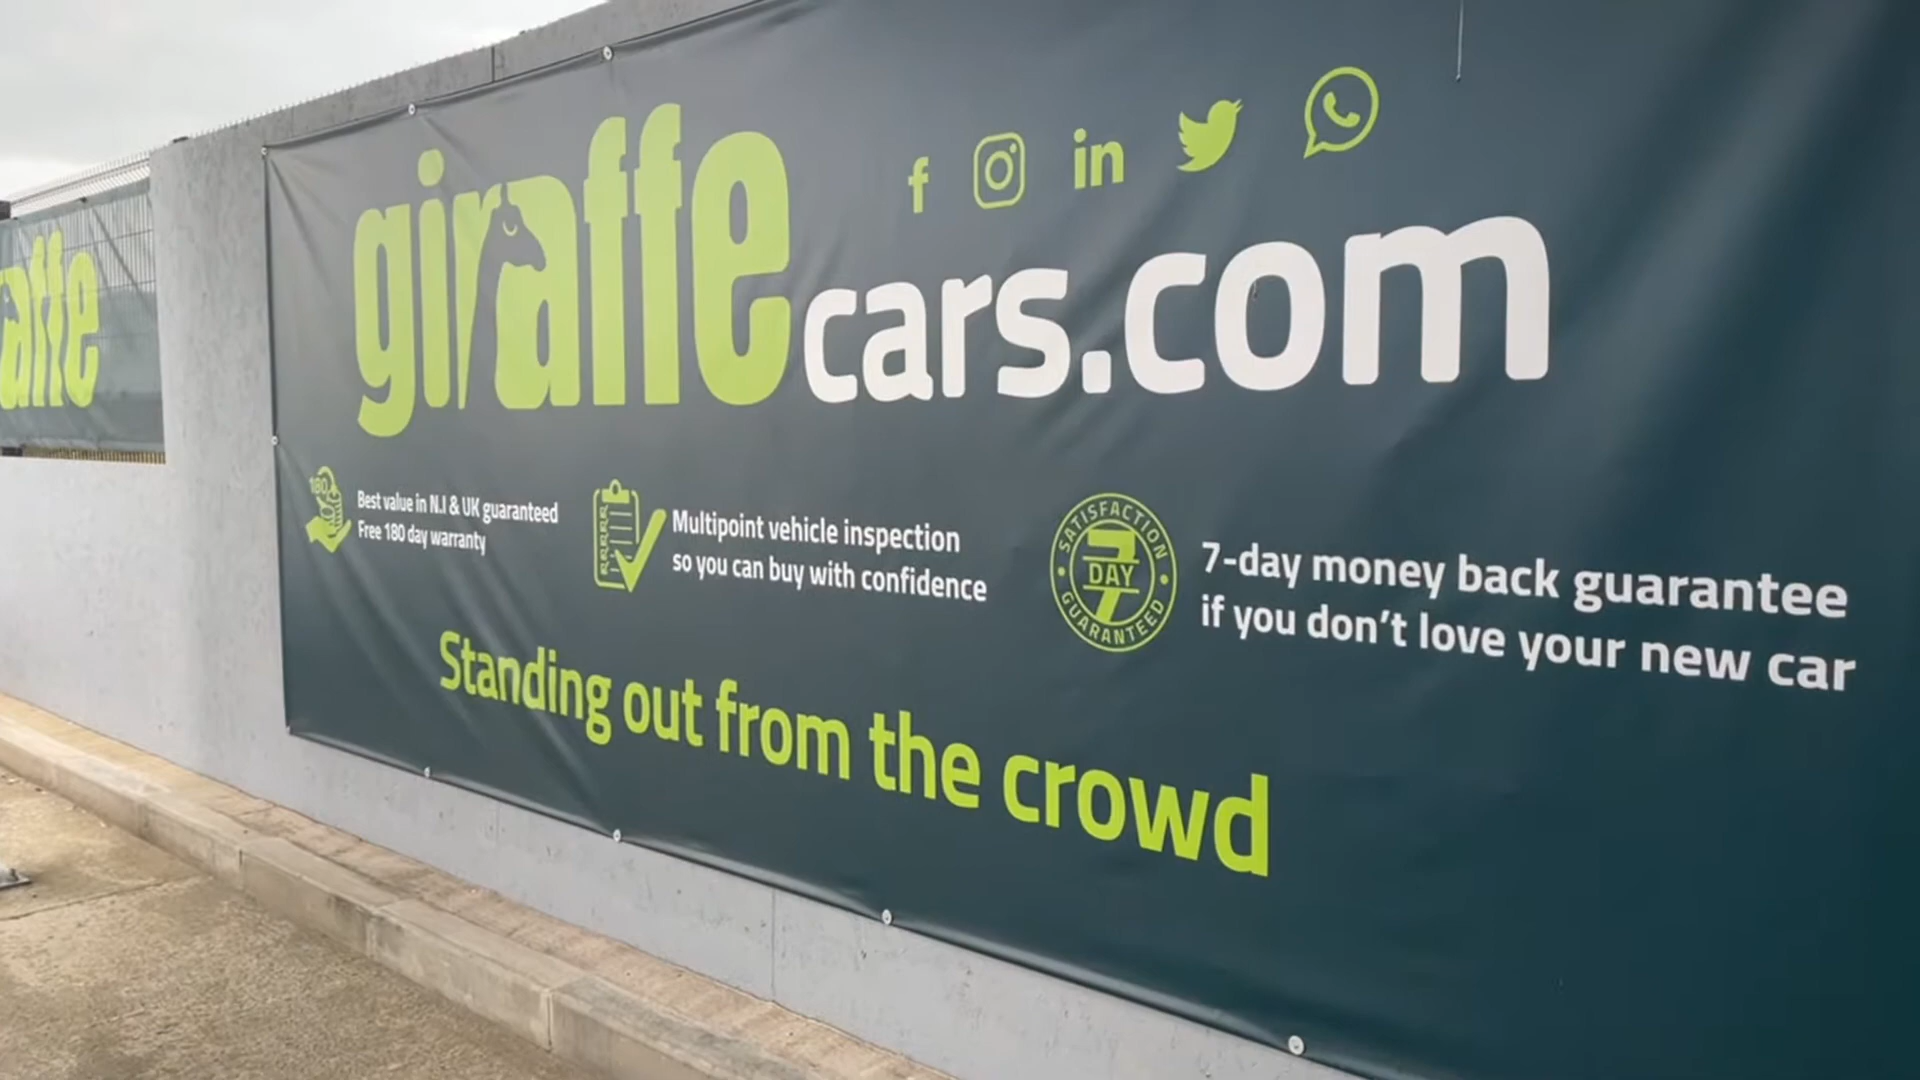 giraffecars.com
affe
180
Best value in N.I & UK guaranteed
Free 180 day warranty
Multipoint vehicle inspection
so you can buy with confidence
SATISFACTION
7
DAY
GUARANTEED
7-day money back guarantee
if you don't love your new car
Standing out from the crowd